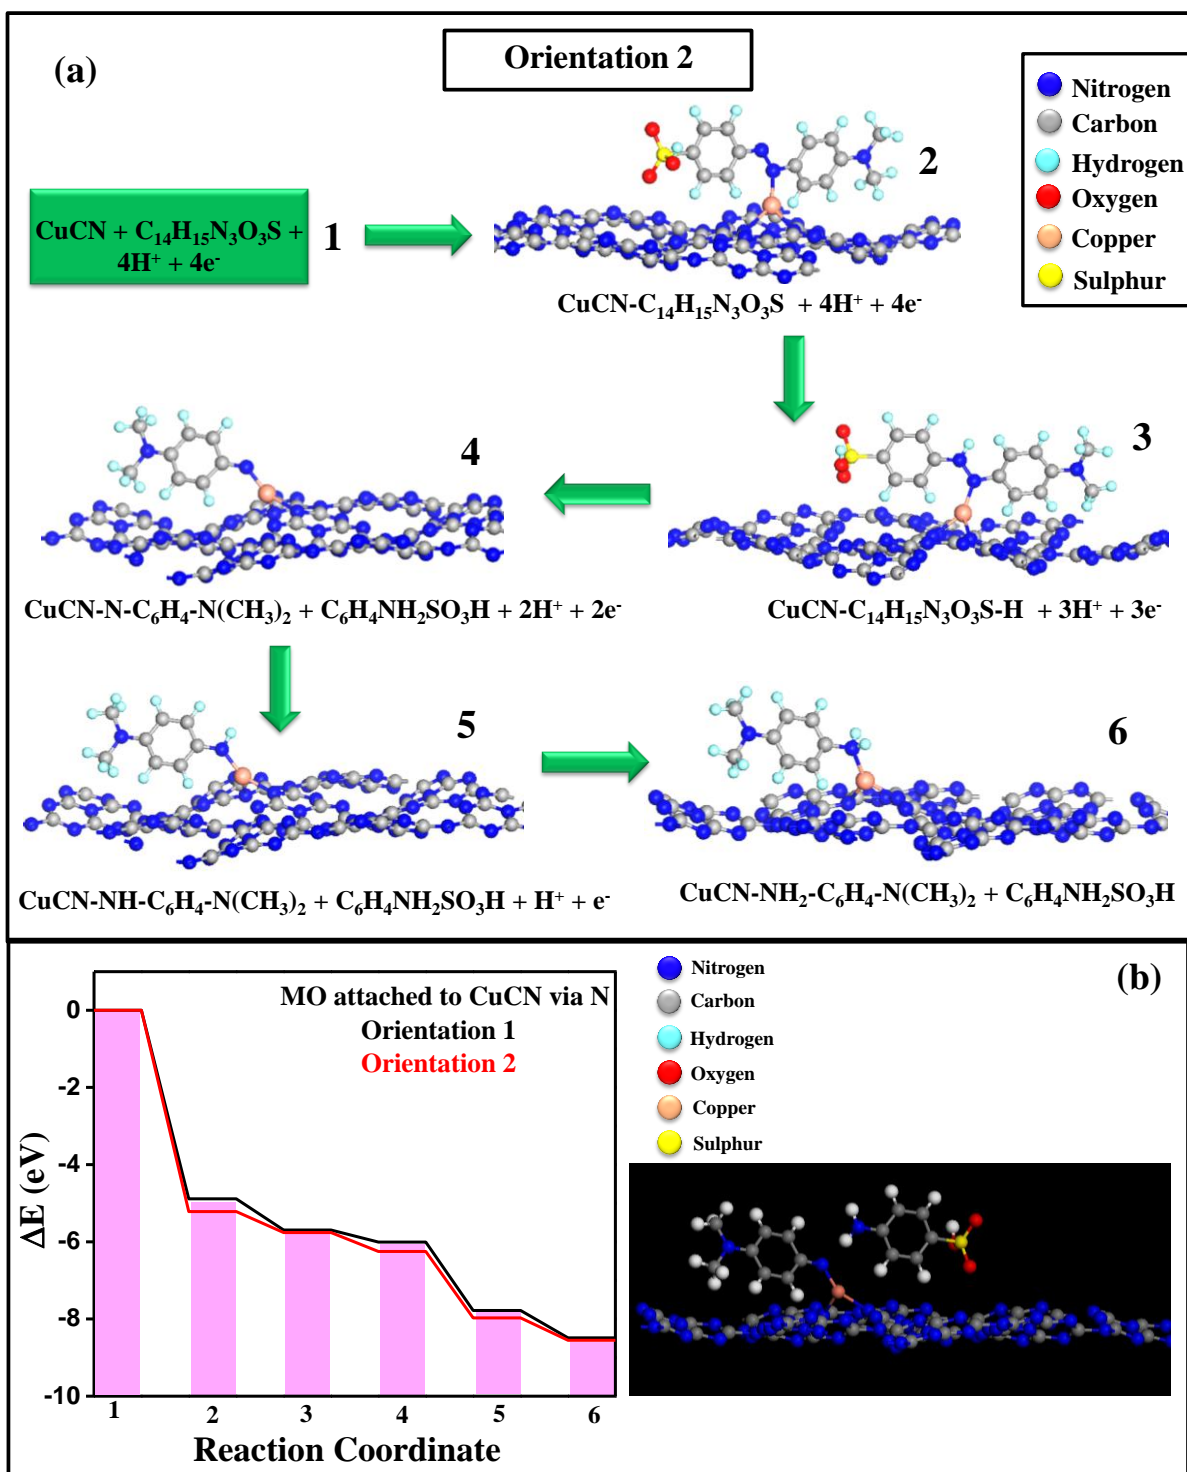 (a)
Orientation 2
Nitrogen
Carbon
Hydrogen
Oxygen
Copper
Sulphur
CuCN + C₁₄H₁₅N₃O₃S +
4H⁺ + 4e⁻
1
2
CuCN-C₁₄H₁₅N₃O₃S + 4H⁺ + 4e⁻
3
CuCN-C₁₄H₁₅N₃O₃S-H + 3H⁺ + 3e⁻
4
CuCN-N-C₆H₄-N(CH₃)₂ + C₆H₄NH₂SO₃H + 2H⁺ + 2e⁻
5
CuCN-NH-C₆H₄-N(CH₃)₂ + C₆H₄NH₂SO₃H + H⁺ + e⁻
6
CuCN-NH₂-C₆H₄-N(CH₃)₂ + C₆H₄NH₂SO₃H
MO attached to CuCN via N
Orientation 1
Orientation 2
ΔE (eV)
0
-2
-4
-6
-8
-10
1 2 3 4 5 6
Reaction Coordinate
(b)
Nitrogen
Carbon
Hydrogen
Oxygen
Copper
Sulphur